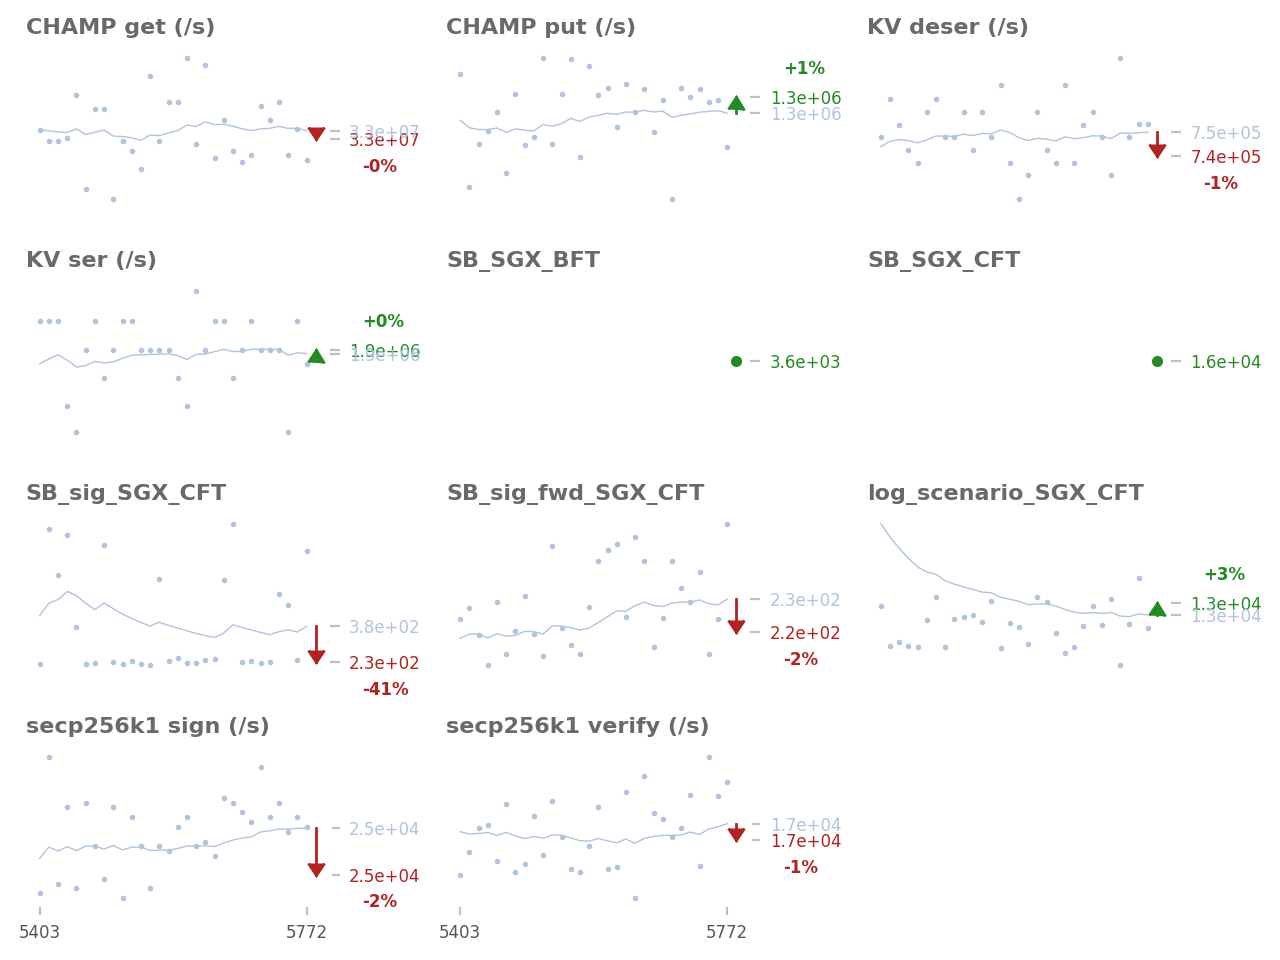 CHAMP get (/s)
3.3e+07
3.3e+07
-0%
CHAMP put (/s)
+1%
1.3e+06
1.3e+06
KV deser (/s)
7.5e+05
7.4e+05
-1%
KV ser (/s)
+0%
1.9e+06
1.9e+06
SB_SGX_BFT
3.6e+03
SB_SGX_CFT
1.6e+04
SB_sig_SGX_CFT
3.8e+02
2.3e+02
-41%
SB_sig_fwd_SGX_CFT
2.3e+02
2.2e+02
-2%
log_scenario_SGX_CFT
+3%
1.3e+04
1.3e+04
secp256k1 sign (/s)
2.5e+04
2.5e+04
-2%
5403
5772
secp256k1 verify (/s)
1.7e+04
1.7e+04
-1%
5403
5772